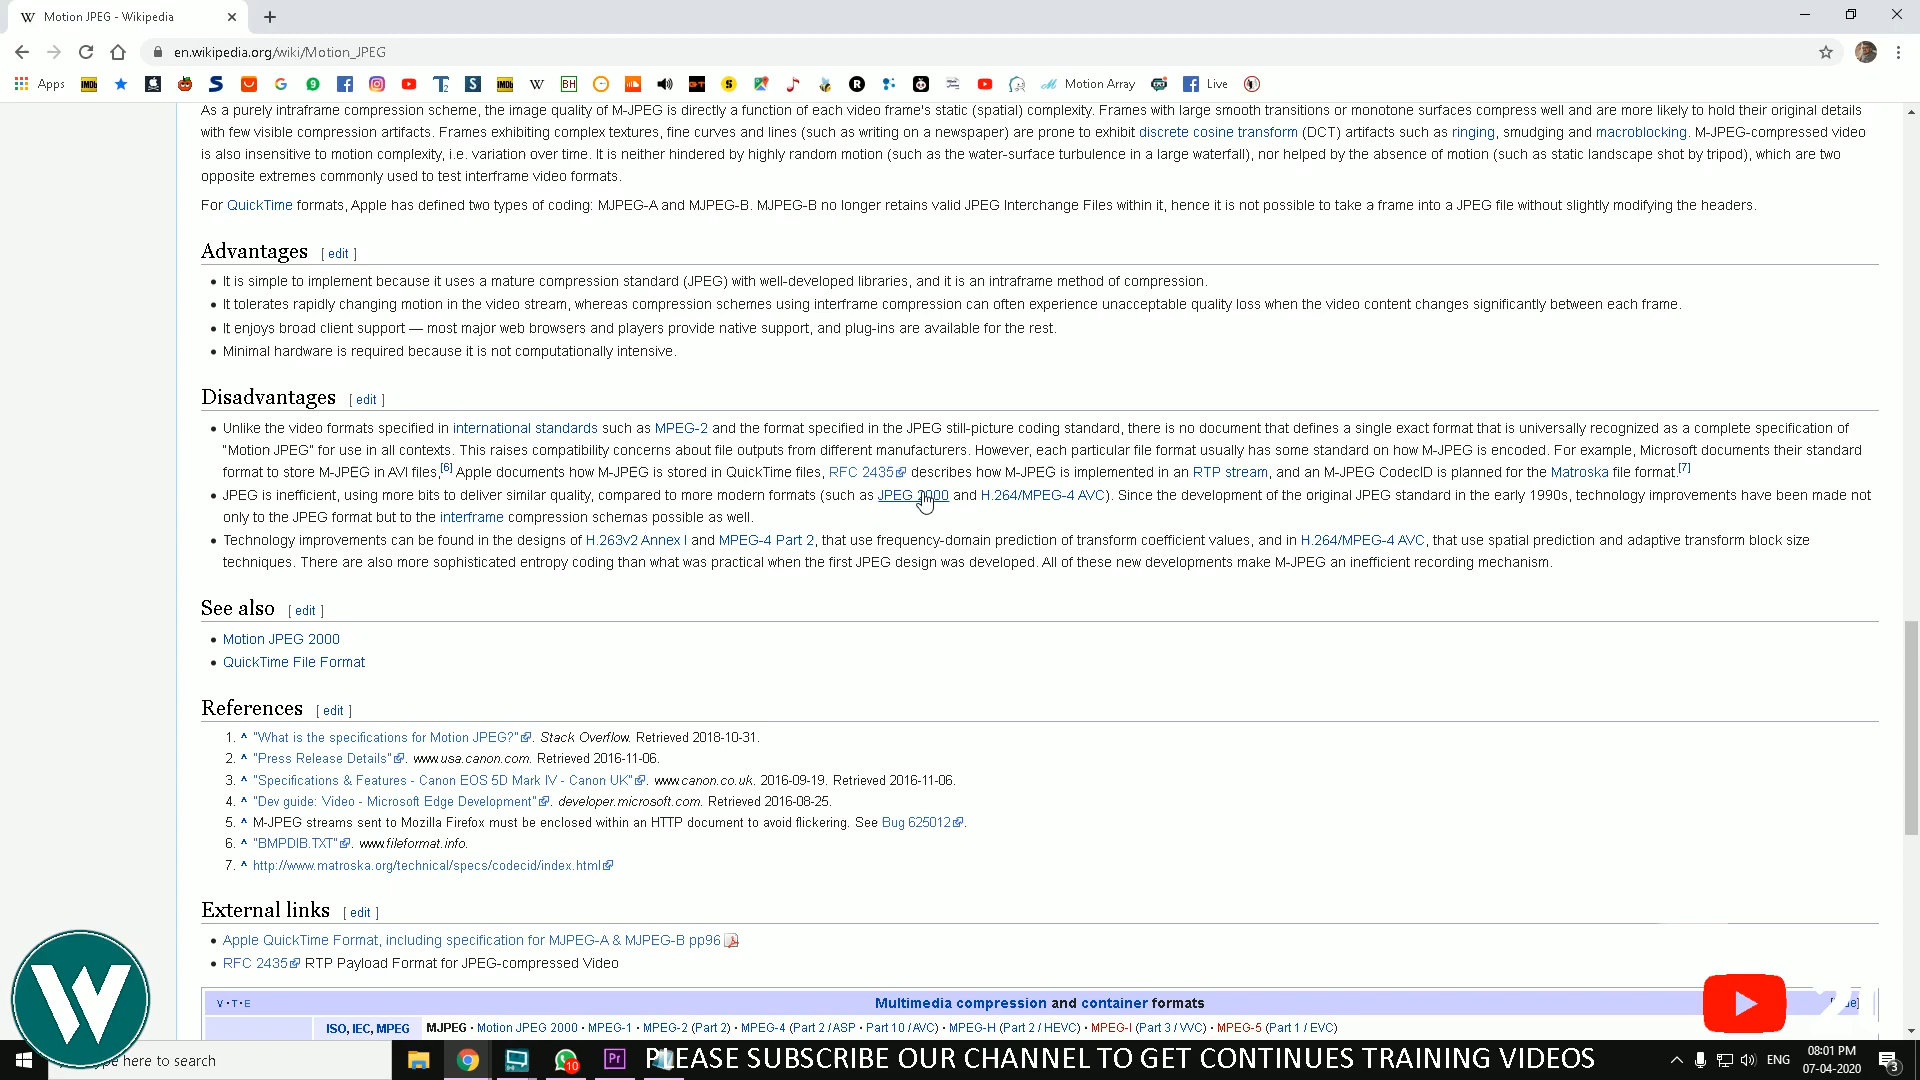 Motion JPEG - Wikipedia
en.wikipedia.org/wiki/Motion_JPEG
Apps
Motion Array
Live
As a purely intraframe compression scheme, the image quality of M-JPEG is directly a function of each video frame's static (spatial) complexity. Frames with large smooth transitions or monotone surfaces compress well and are more likely to hold their original details
with few visible compression artifacts. Frames exhibiting complex textures, fine curves and lines (such as writing on a newspaper) are prone to exhibit discrete cosine transform (DCT) artifacts such as ringing, smudging and macroblocking. M-JPEG-compressed video
is also insensitive to motion complexity, i.e. variation over time. It is neither hindered by highly random motion (such as the water-surface turbulence in a large waterfall), nor helped by the absence of motion (such as static landscape shot by tripod), which are two
opposite extremes commonly used to test interframe video formats.
For QuickTime formats, Apple has defined two types of coding: MJPEG-A and MJPEG-B. MJPEG-B no longer retains valid JPEG Interchange Files within it, hence it is not possible to take a frame into a JPEG file without slightly modifying the headers.
Advantages [ edit ]
• It is simple to implement because it uses a mature compression standard (JPEG) with well-developed libraries, and it is an intraframe method of compression.
• It tolerates rapidly changing motion in the video stream, whereas compression schemes using interframe compression can often experience unacceptable quality loss when the video content changes significantly between each frame.
• It enjoys broad client support — most major web browsers and players provide native support, and plug-ins are available for the rest.
• Minimal hardware is required because it is not computationally intensive.
Disadvantages [ edit ]
• Unlike the video formats specified in international standards such as MPEG-2 and the format specified in the JPEG still-picture coding standard, there is no document that defines a single exact format that is universally recognized as a complete specification of
"Motion JPEG" for use in all contexts. This raises compatibility concerns about file outputs from different manufacturers. However, each particular file format usually has some standard on how M-JPEG is encoded. For example, Microsoft documents their standard
format to store M-JPEG in AVI files,[6] Apple documents how M-JPEG is stored in QuickTime files, RFC 2435 describes how M-JPEG is implemented in an RTP stream, and an M-JPEG CodecID is planned for the Matroska file format.[7]
• JPEG is inefficient, using more bits to deliver similar quality, compared to more modern formats (such as JPEG 2000 and H.264/MPEG-4 AVC). Since the development of the original JPEG standard in the early 1990s, technology improvements have been made not
only to the JPEG format but to the interframe compression schemas possible as well.
• Technology improvements can be found in the designs of H.263v2 Annex I and MPEG-4 Part 2, that use frequency-domain prediction of transform coefficient values, and in H.264/MPEG-4 AVC, that use spatial prediction and adaptive transform block size
techniques. There are also more sophisticated entropy coding than what was practical when the first JPEG design was developed. All of these new developments make M-JPEG an inefficient recording mechanism.
See also [ edit ]
• Motion JPEG 2000
• QuickTime File Format
References [ edit ]
1. ^ "What is the specifications for Motion JPEG?". Stack Overflow. Retrieved 2018-10-31.
2. ^ "Press Release Details". www.usa.canon.com. Retrieved 2016-11-06.
3. ^ "Specifications & Features - Canon EOS 5D Mark IV - Canon UK". www.canon.co.uk. 2016-09-19. Retrieved 2016-11-06.
4. ^ "Dev guide: Video - Microsoft Edge Development". developer.microsoft.com. Retrieved 2016-08-25.
5. ^ M-JPEG streams sent to Mozilla Firefox must be enclosed within an HTTP document to avoid flickering. See Bug 625012.
6. ^ "BMPDIB.TXT". www.fileformat.info.
7. ^ http://www.matroska.org/technical/specs/codecid/index.html
External links [ edit ]
• Apple QuickTime Format, including specification for MJPEG-A & MJPEG-B pp96
• RFC 2435 RTP Payload Format for JPEG-compressed Video
V · T · E
Multimedia compression and container formats
ISO, IEC, MPEG
MJPEG · Motion JPEG 2000 · MPEG-1 · MPEG-2 (Part 2) · MPEG-4 (Part 2 / ASP · Part 10 / AVC) · MPEG-H (Part 2 / HEVC) · MPEG-I (Part 3 / VVC) · MPEG-5 (Part 1 / EVC)
W
here to search
PLEASE SUBSCRIBE OUR CHANNEL TO GET CONTINUES TRAINING VIDEOS
ENG
08:01 PM
07-04-2020